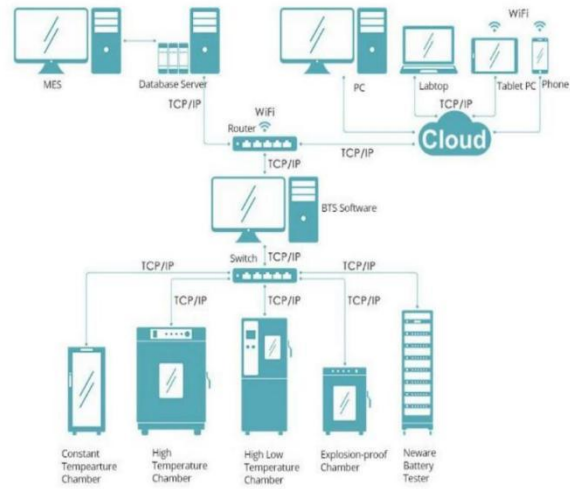 WiFi
MES
Database Server
PC
Labtop
Tablet PC
Phone
TCP/IP
WiFi
TCP/IP
Router
Cloud
TCP/IP
TCP/IP
BTS Software
Switch
TCP/IP
TCP/IP
TCP/IP
TCP/IP
TCP/IP
TCP/IP
Constant
Tempearture
Chamber
High
Temperature
Chamber
High Low
Temperature
Chamber
Explosion-proof
Chamber
Neware
Battery
Tester